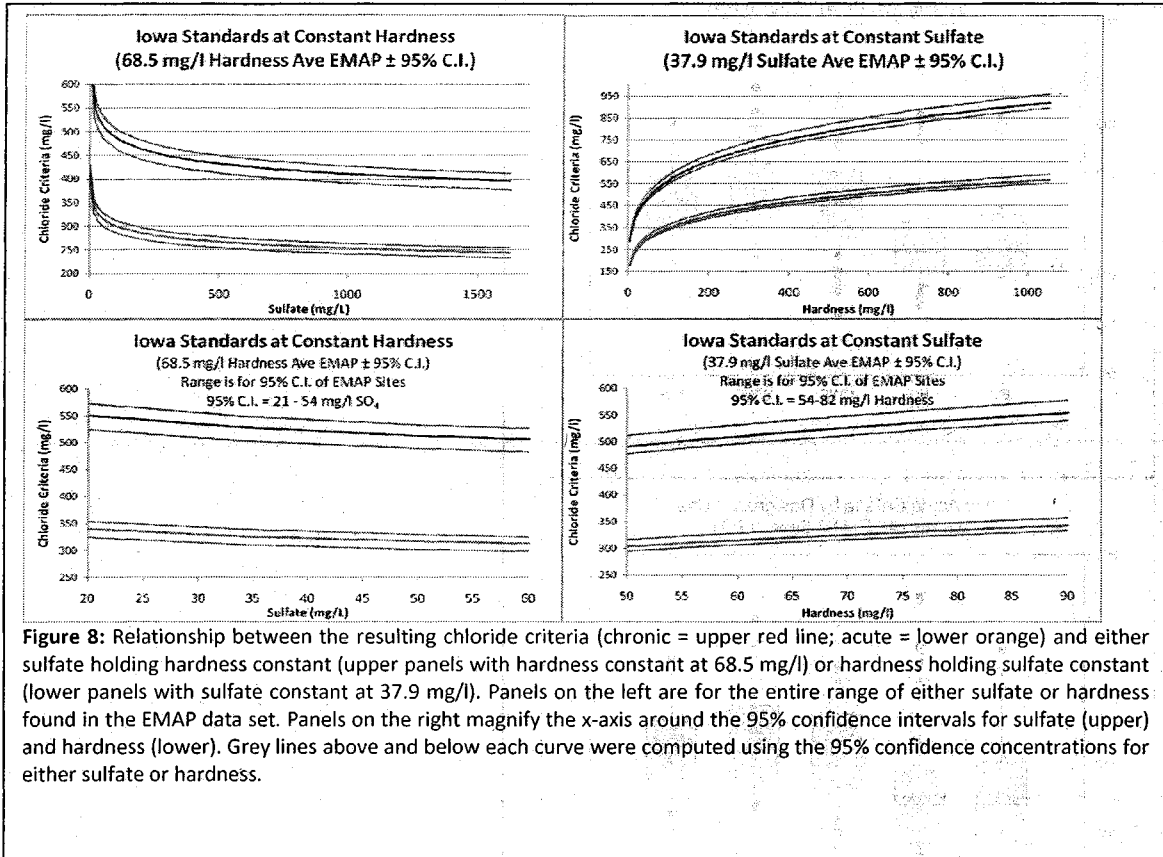 Iowa Standards at Constant Hardness
(68.5 mg/l Hardness Ave EMAP ± 95% C.I.)
Chloride Criteria (mg/l)
600
550
500
450
400
350
300
250
200
0
500
1000
1500
Sulfate (mg/L)
Iowa Standards at Constant Sulfate
(37.9 mg/l Sulfate Ave EMAP ± 95% C.I.)
Chloride Criteria (mg/l)
950
850
750
650
550
450
350
250
150
0
200
400
600
800
1000
Hardness (mg/l)
Iowa Standards at Constant Hardness
(68.5 mg/l Hardness Ave EMAP ± 95% C.I.)
Range is for 95% C.I. of EMAP Sites
95% C.I. = 21 - 54 mg/l SO4
Chloride Criteria (mg/l)
600
550
500
450
400
350
300
250
20
25
30
35
40
45
50
55
60
Sulfate (mg/L)
Iowa Standards at Constant Sulfate
(37.9 mg/l Sulfate Ave EMAP ± 95% C.I.)
Range is for 95% C.I. of EMAP Sites
95% C.I. = 54-82 mg/l Hardness
Chloride Criteria (mg/l)
600
550
500
450
400
350
300
250
50
55
60
65
70
75
80
85
90
Hardness (mg/l)
Figure 8: Relationship between the resulting chloride criteria (chronic = upper red line; acute = lower orange) and either
sulfate holding hardness constant (upper panels with hardness constant at 68.5 mg/l) or hardness holding sulfate constant
(lower panels with sulfate constant at 37.9 mg/l). Panels on the left are for the entire range of either sulfate or hardness
found in the EMAP data set. Panels on the right magnify the x-axis around the 95% confidence intervals for sulfate (upper)
and hardness (lower). Grey lines above and below each curve were computed using the 95% confidence concentrations for
either sulfate or hardness.